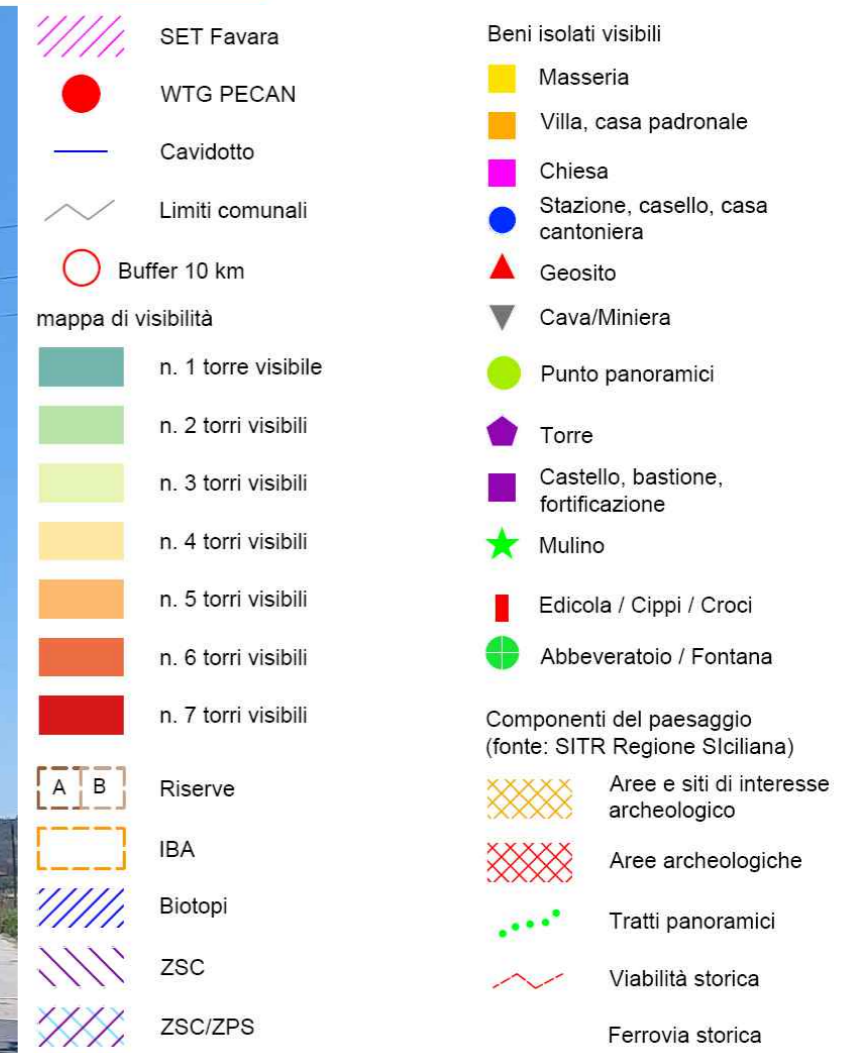 SET Favara
WTG PECAN
Cavidotto
Limiti comunali
Buffer 10 km
mappa di visibilità
n. 1 torre visibile
n. 2 torri visibili
n. 3 torri visibili
n. 4 torri visibili
n. 5 torri visibili
n. 6 torri visibili
n. 7 torri visibili
A B Riserve
IBA
Biotopi
ZSC
ZSC/ZPS
Beni isolati visibili
Masseria
Villa, casa padronale
Chiesa
Stazione, casello, casa
cantoniera
Geosito
Cava/Miniera
Punto panoramici
Torre
Castello, bastione,
fortificazione
Mulino
Edicola / Cippi / Croci
Abbeveratoio / Fontana
Componenti del paesaggio
(fonte: SITR Regione SIciliana)
Aree e siti di interesse
archeologico
Aree archeologiche
Tratti panoramici
Viabilità storica
Ferrovia storica